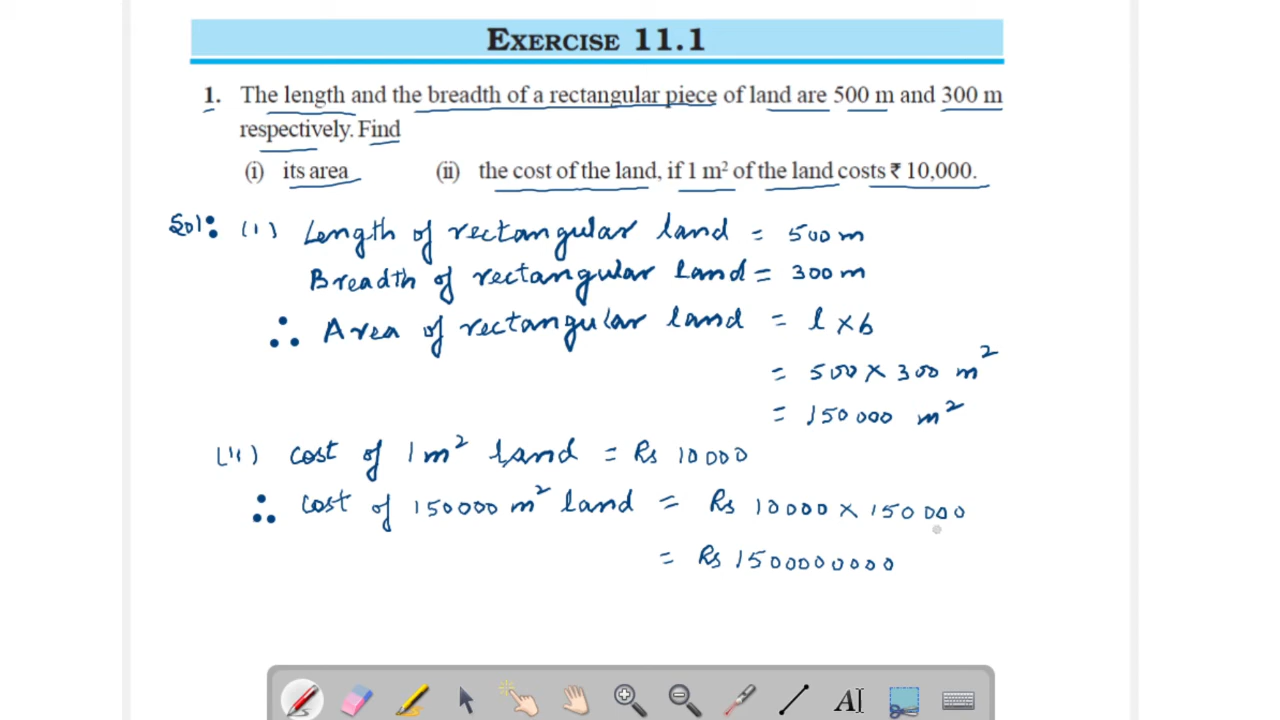 EXERCISE 11.1
1. The length and the breadth of a rectangular piece of land are 500 m and 300 m
respectively. Find
(i) its area (ii) the cost of the land, if 1 m² of the land costs ₹ 10,000.
Sol: (i) Length of rectangular land = 500 m
Breadth of rectangular land = 300 m
∴ Area of rectangular land = l × b
= 500 × 300 m²
= 150000 m²
(ii) cost of 1 m² land = Rs 10000
∴ cost of 150000 m² land = Rs 10000 × 150000
= Rs 1500000000
AI